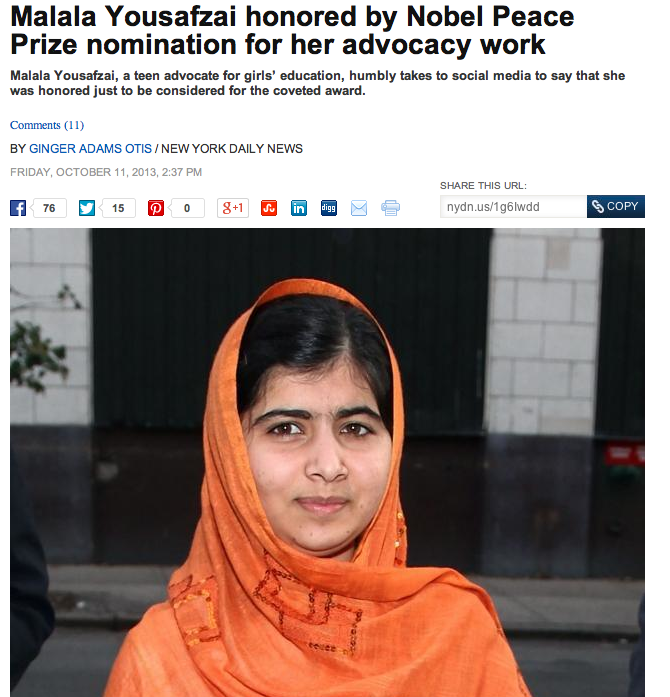 Malala Yousafzai honored by Nobel Peace
Prize nomination for her advocacy work
Malala Yousafzai, a teen advocate for girls’ education, humbly takes to social media to say that she
was honored just to be considered for the coveted award.
Comments (11)
BY GINGER ADAMS OTIS / NEW YORK DAILY NEWS
FRIDAY, OCTOBER 11, 2013, 2:37 PM
SHARE THIS URL:
f 76 15 0 g+1 in digg nydn.us/1g6lwdd COPY